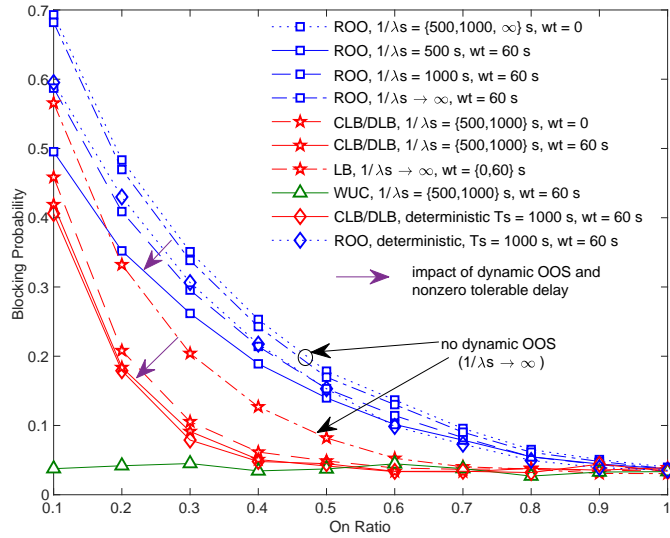 ROO, 1/λs = {500,1000, ∞} s, wt = 0
ROO, 1/λs = 500 s, wt = 60 s
ROO, 1/λs = 1000 s, wt = 60 s
ROO, 1/λs → ∞, wt = 60 s
CLB/DLB, 1/λs = {500,1000} s, wt = 0
CLB/DLB, 1/λs = {500,1000} s, wt = 60 s
LB, 1/λs → ∞, wt = {0,60} s
WUC, 1/λs = {500,1000} s, wt = 60 s
CLB/DLB, deterministic Ts = 1000 s, wt = 60 s
ROO, deterministic, Ts = 1000 s, wt = 60 s
impact of dynamic OOS and
nonzero tolerable delay
no dynamic OOS
(1/λs → ∞ )
Blocking Probability
0.7
0.6
0.5
0.4
0.3
0.2
0.1
0
0.1 0.2 0.3 0.4 0.5 0.6 0.7 0.8 0.9 1
On Ratio